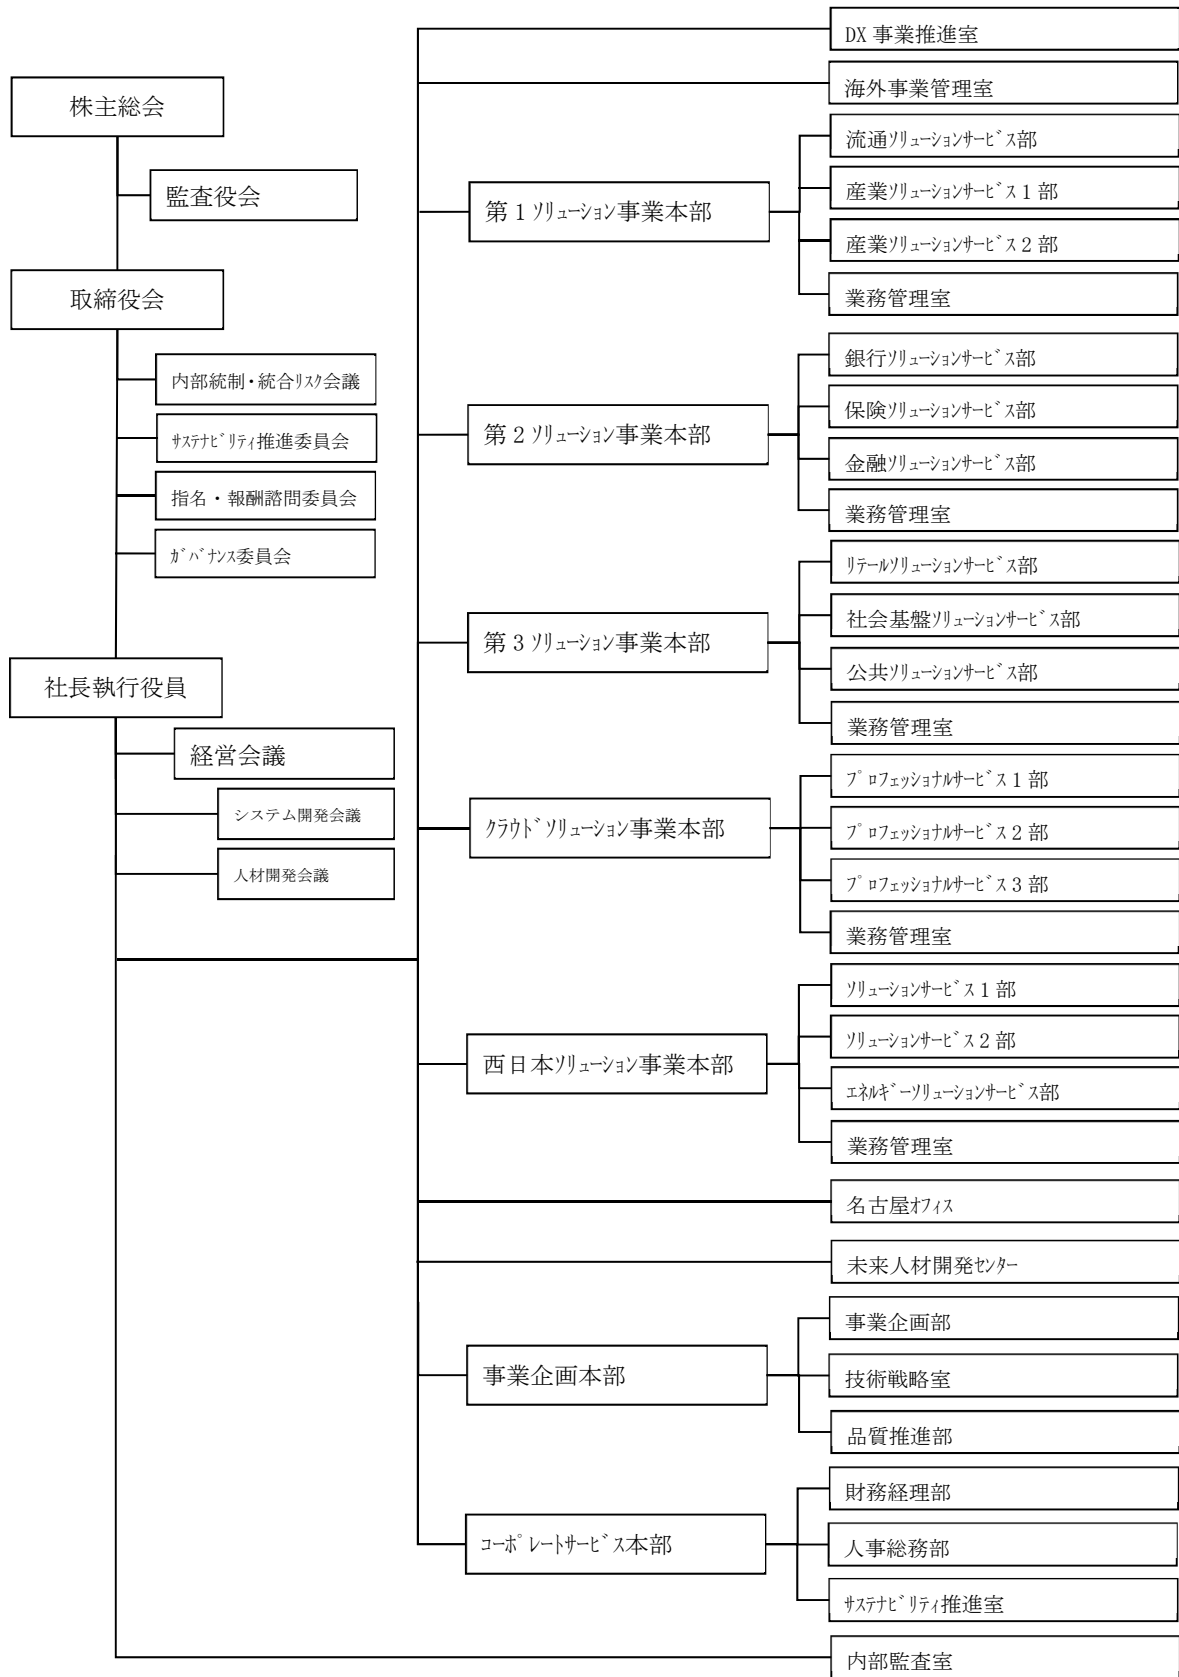 株主総会
監査役会
取締役会
内部統制・統合ﾘｽｸ会議
ｻｽﾃﾅﾋﾞﾘﾃｨ推進委員会
指名・報酬諮問委員会
ｶﾞﾊﾞﾅﾝｽ委員会
社長執行役員
経営会議
システム開発会議
人材開発会議
DX 事業推進室
海外事業管理室
第１ｿﾘｭｰｼｮﾝ事業本部
流通ｿﾘｭｰｼｮﾝｻｰﾋﾞｽ部
産業ｿﾘｭｰｼｮﾝｻｰﾋﾞｽ 1 部
産業ｿﾘｭｰｼｮﾝｻｰﾋﾞｽ 2 部
業務管理室
第２ｿﾘｭｰｼｮﾝ事業本部
銀行ｿﾘｭｰｼｮﾝｻｰﾋﾞｽ部
保険ｿﾘｭｰｼｮﾝｻｰﾋﾞｽ部
金融ｿﾘｭｰｼｮﾝｻｰﾋﾞｽ部
業務管理室
第３ｿﾘｭｰｼｮﾝ事業本部
ﾘﾃｰﾙｿﾘｭｰｼｮﾝｻｰﾋﾞｽ部
社会基盤ｿﾘｭｰｼｮﾝｻｰﾋﾞｽ部
公共ｿﾘｭｰｼｮﾝｻｰﾋﾞｽ部
業務管理室
ｸﾗｳﾄﾞｿﾘｭｰｼｮﾝ事業本部
ﾌﾟﾛﾌｪｯｼｮﾅﾙｻｰﾋﾞｽ 1 部
ﾌﾟﾛﾌｪｯｼｮﾅﾙｻｰﾋﾞｽ 2 部
ﾌﾟﾛﾌｪｯｼｮﾅﾙｻｰﾋﾞｽ 3 部
業務管理室
西日本ｿﾘｭｰｼｮﾝ事業本部
ｿﾘｭｰｼｮﾝｻｰﾋﾞｽ 1 部
ｿﾘｭｰｼｮﾝｻｰﾋﾞｽ 2 部
ｴﾈﾙｷﾞｰｿﾘｭｰｼｮﾝｻｰﾋﾞｽ部
業務管理室
名古屋ｵﾌｨｽ
未来人材開発ｾﾝﾀｰ
事業企画本部
事業企画部
技術戦略室
品質推進部
ｺｰﾎﾟﾚｰﾄｻｰﾋﾞｽ本部
財務経理部
人事総務部
ｻｽﾃﾅﾋﾞﾘﾃｨ推進室
内部監査室